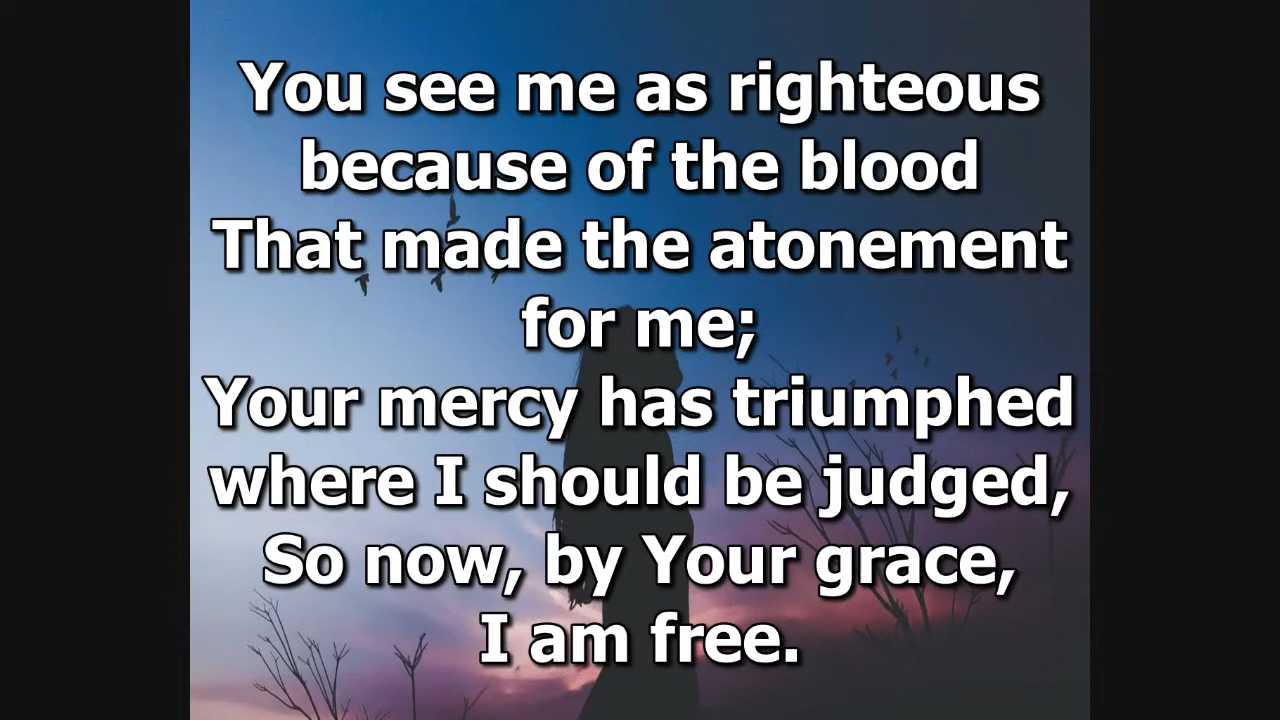 You see me as righteous
because of the blood
That made the atonement
for me;
Your mercy has triumphed
where I should be judged,
So now, by Your grace,
I am free.